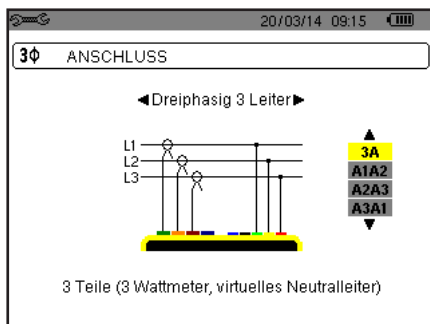 20/03/14 09:15
3Φ ANSCHLUSS
◄Dreiphasig 3 Leiter►
L1
L2
L3
3A
A1A2
A2A3
A3A1
3 Teile (3 Wattmeter, virtuelles Neutralleiter)